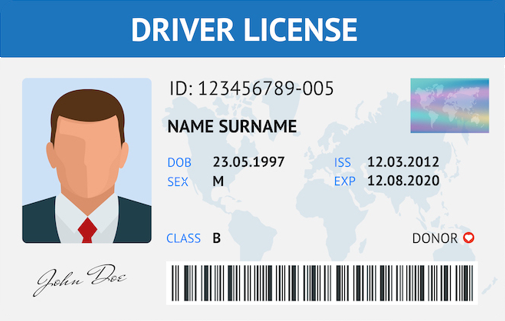 DRIVER LICENSE
ID: 123456789-005
NAME SURNAME
DOB 23.05.1997 ISS 12.03.2012
SEX M EXP 12.08.2020
CLASS B DONOR
John Doe